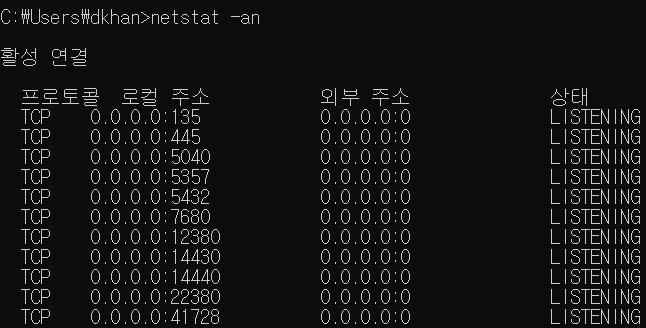 C:\Users\dkhan>netstat -an
활성 연결
프로토콜 로컬 주소 외부 주소 상태
TCP 0.0.0.0:135 0.0.0.0:0 LISTENING
TCP 0.0.0.0:445 0.0.0.0:0 LISTENING
TCP 0.0.0.0:5040 0.0.0.0:0 LISTENING
TCP 0.0.0.0:5357 0.0.0.0:0 LISTENING
TCP 0.0.0.0:5432 0.0.0.0:0 LISTENING
TCP 0.0.0.0:7680 0.0.0.0:0 LISTENING
TCP 0.0.0.0:12380 0.0.0.0:0 LISTENING
TCP 0.0.0.0:14430 0.0.0.0:0 LISTENING
TCP 0.0.0.0:14440 0.0.0.0:0 LISTENING
TCP 0.0.0.0:22380 0.0.0.0:0 LISTENING
TCP 0.0.0.0:41728 0.0.0.0:0 LISTENING